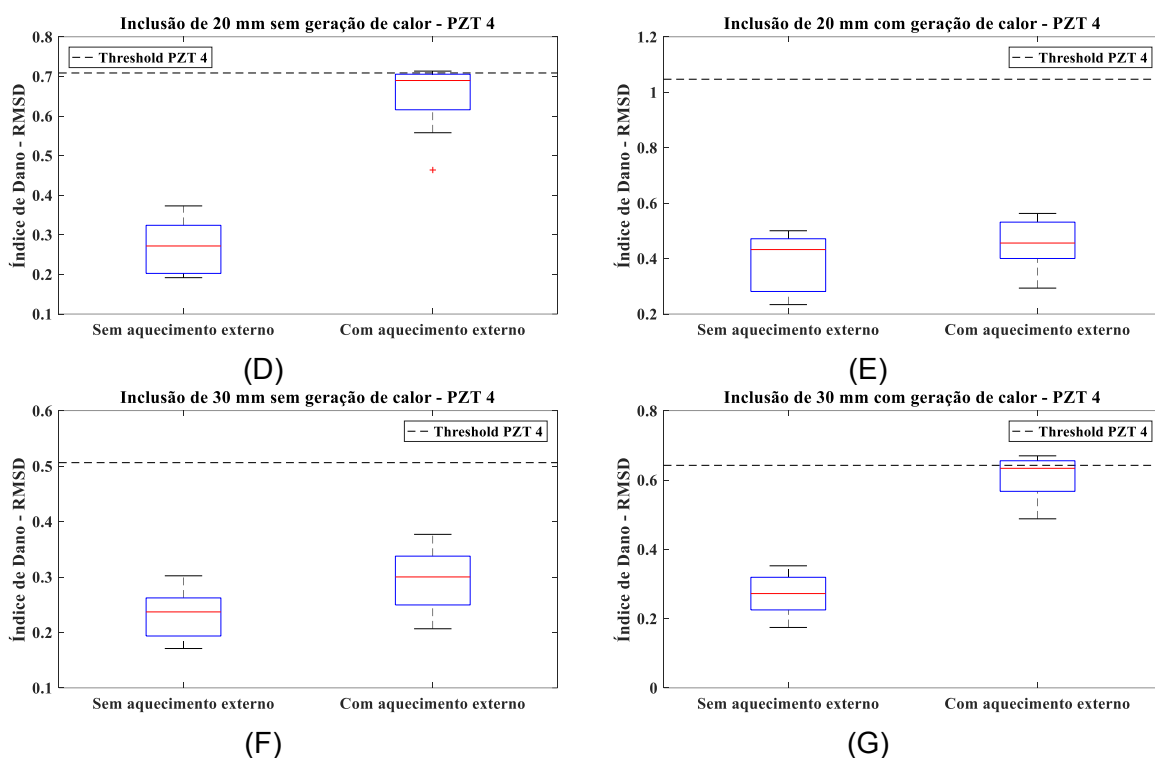 Inclusão de 20 mm sem geração de calor - PZT 4
0.8
0.7
0.6
0.5
0.4
0.3
0.2
0.1
Índice de Dano - RMSD
Threshold PZT 4
Sem aquecimento externo
Com aquecimento externo
(D)
Inclusão de 20 mm com geração de calor - PZT 4
1.2
1
0.8
0.6
0.4
0.2
Índice de Dano - RMSD
Threshold PZT 4
Sem aquecimento externo
Com aquecimento externo
(E)
Inclusão de 30 mm sem geração de calor - PZT 4
0.6
0.5
0.4
0.3
0.2
0.1
Índice de Dano - RMSD
Threshold PZT 4
Sem aquecimento externo
Com aquecimento externo
(F)
Inclusão de 30 mm com geração de calor - PZT 4
0.8
0.6
0.4
0.2
0
Índice de Dano - RMSD
Threshold PZT 4
Sem aquecimento externo
Com aquecimento externo
(G)